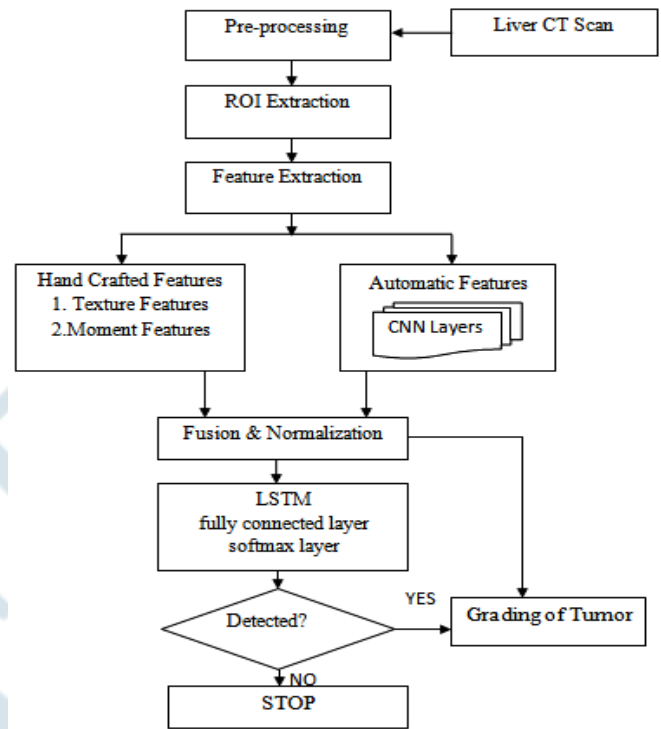 Pre-processing
Liver CT Scan
ROI Extraction
Feature Extraction
Hand Crafted Features
1. Texture Features
2.Moment Features
Automatic Features
CNN Layers
Fusion & Normalization
LSTM
fully connected layer
softmax layer
Detected?
YES
Grading of Tumor
NO
STOP